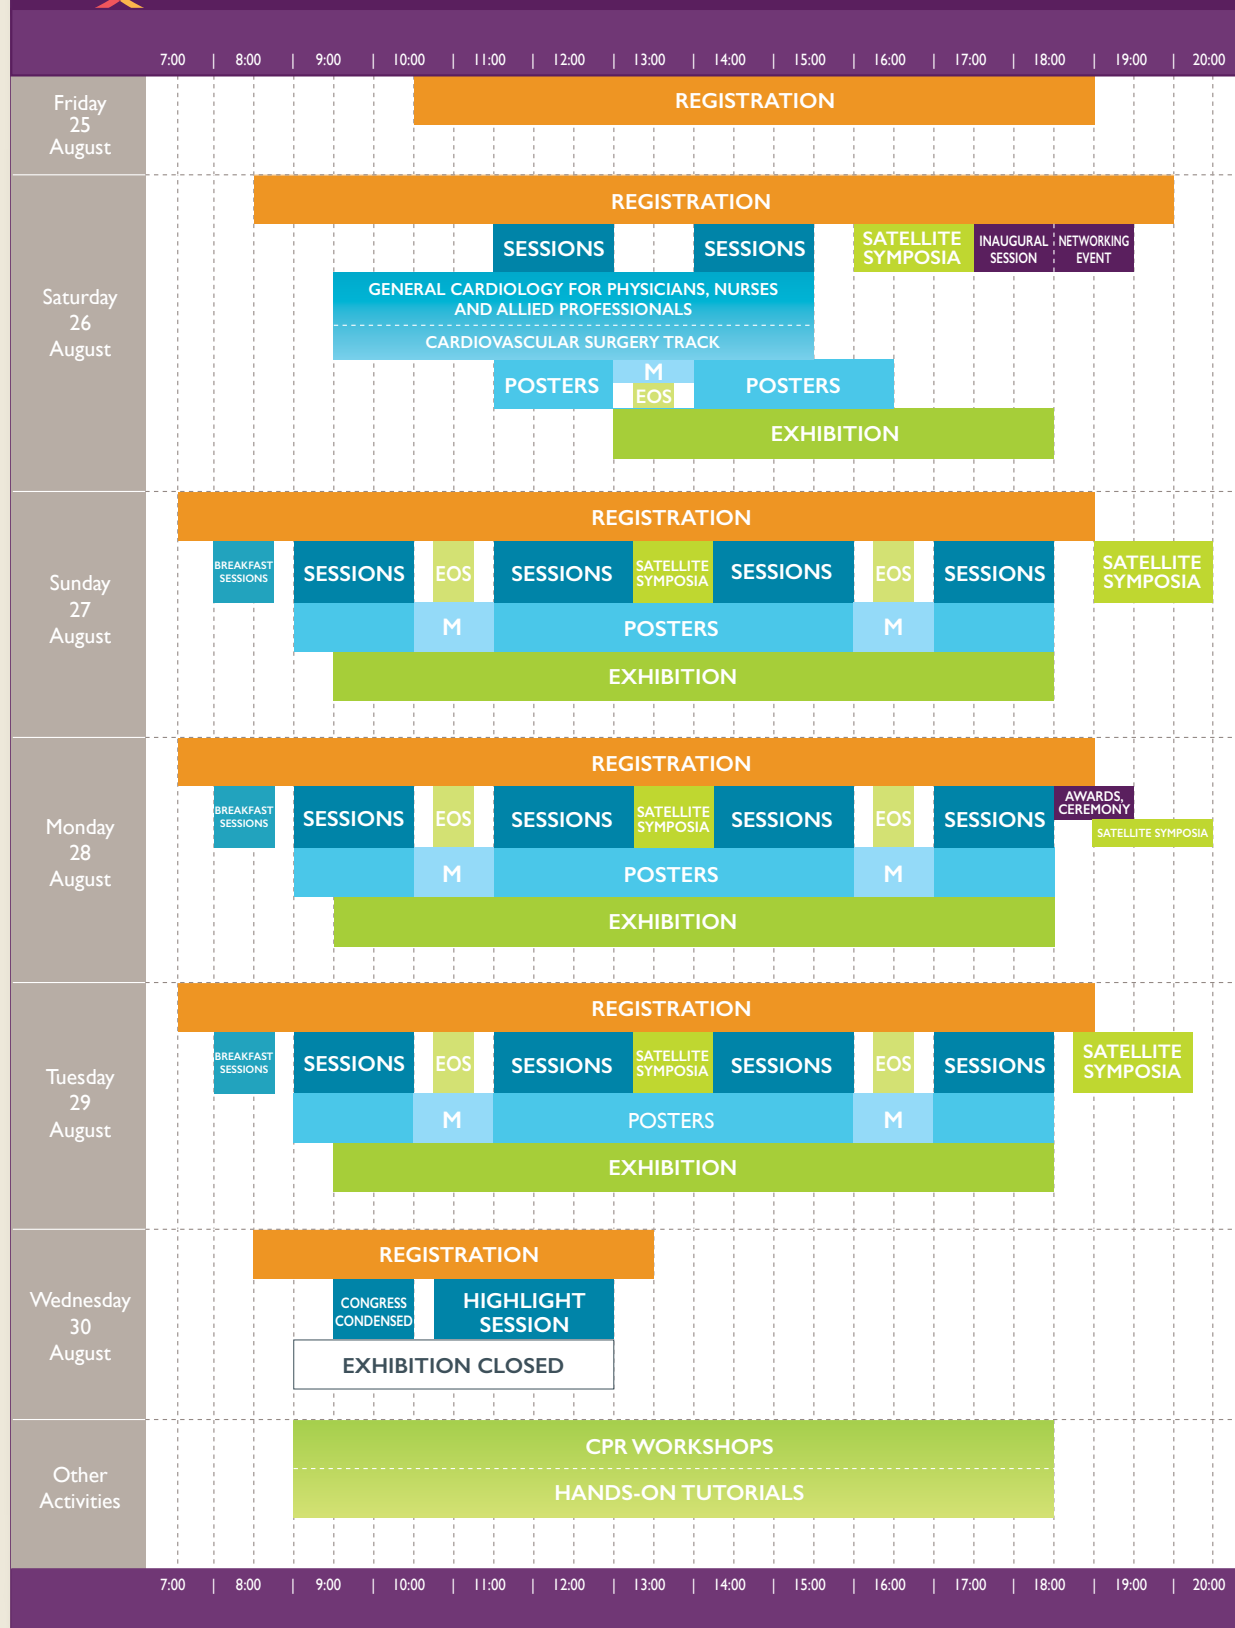 7:00 | 8:00 | 9:00 | 10:00 | 11:00 | 12:00 | 13:00 | 14:00 | 15:00 | 16:00 | 17:00 | 18:00 | 19:00 | 20:00
Friday
25
August
REGISTRATION
Saturday
26
August
REGISTRATION
SESSIONS
SESSIONS
SATELLITE
SYMPOSIA
INAUGURAL
SESSION
NETWORKING
EVENT
GENERAL CARDIOLOGY FOR PHYSICIANS, NURSES
AND ALLIED PROFESSIONALS
CARDIOVASCULAR SURGERY TRACK
POSTERS
M
EOS
POSTERS
EXHIBITION
Sunday
27
August
REGISTRATION
BREAKFAST
SESSIONS
SESSIONS
EOS
SESSIONS
SATELLITE
SYMPOSIA
SESSIONS
EOS
SESSIONS
SATELLITE
SYMPOSIA
M
POSTERS
M
EXHIBITION
Monday
28
August
REGISTRATION
BREAKFAST
SESSIONS
SESSIONS
EOS
SESSIONS
SATELLITE
SYMPOSIA
SESSIONS
EOS
SESSIONS
AWARDS,
CEREMONY
SATELLITE SYMPOSIA
M
POSTERS
M
EXHIBITION
Tuesday
29
August
REGISTRATION
BREAKFAST
SESSIONS
SESSIONS
EOS
SESSIONS
SATELLITE
SYMPOSIA
SESSIONS
EOS
SESSIONS
SATELLITE
SYMPOSIA
M
POSTERS
M
EXHIBITION
Wednesday
30
August
REGISTRATION
CONGRESS
CONDENSED
HIGHLIGHT
SESSION
EXHIBITION CLOSED
Other
Activities
CPR WORKSHOPS
HANDS-ON TUTORIALS
7:00 | 8:00 | 9:00 | 10:00 | 11:00 | 12:00 | 13:00 | 14:00 | 15:00 | 16:00 | 17:00 | 18:00 | 19:00 | 20:00